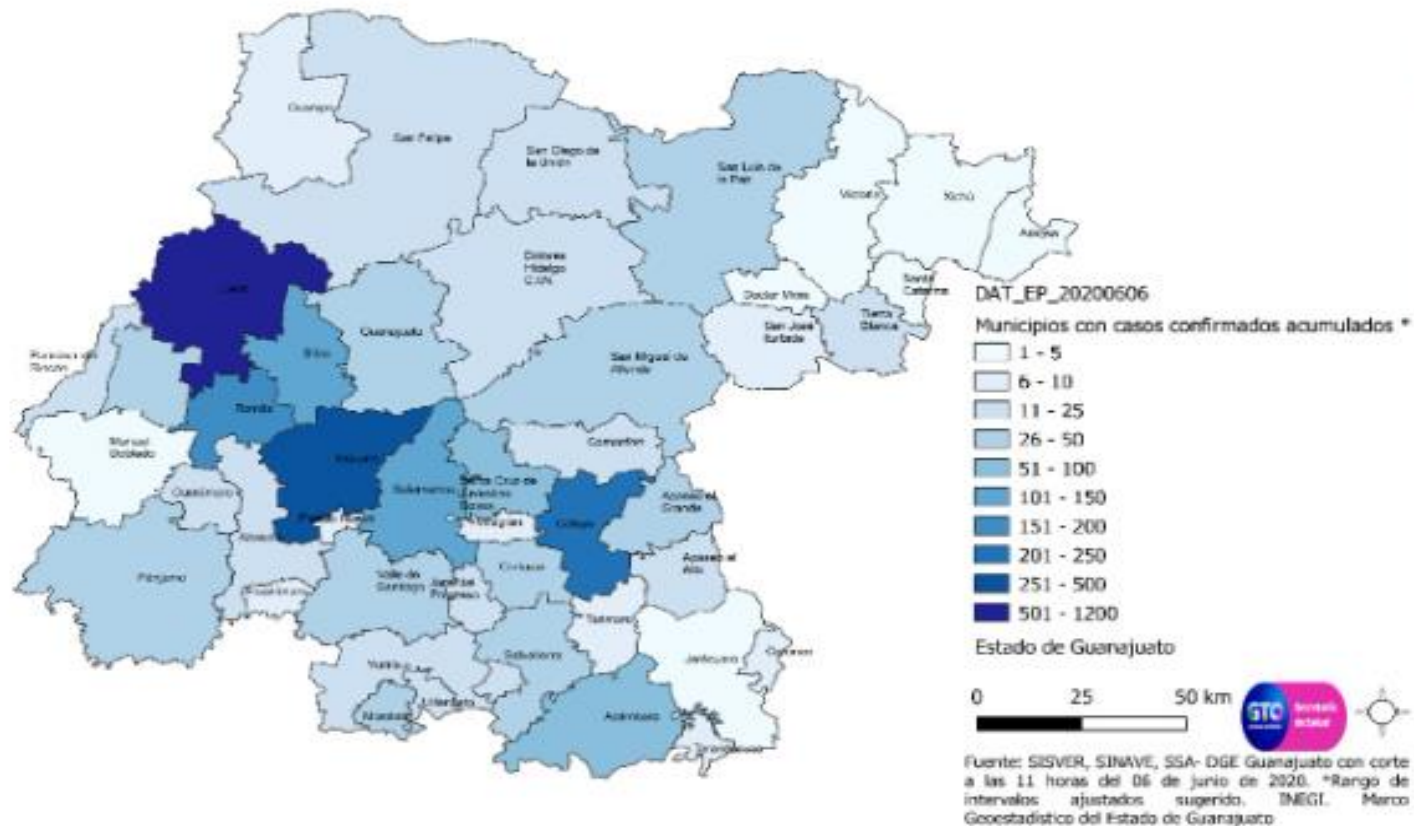 Ocampo
San Felipe
San Diego de
la Unión
San Luis de
la Paz
Victoria
Xichú
Atarjea
Dolores
Hidalgo
C.I.N.
Santa
Catarina
Doctor Mora
San José
Iturbide
Tierra
Blanca
León
Silao
Guanajuato
San Miguel de
Allende
Rincón
Romita
Manuel
Doblado
Irapuato
Comonfort
Cuerámaro
Salamanca
Santa Cruz de
Juventino
Rosas
Celaya
Apaseo el
Grande
Apaseo el
Alto
Pénjamo
Valle de
Santiago
Jaral del
Progreso
Cortazar
Tarimoro
Salvatierra
Jerécuaro
Yuriria
Uriangato
Moroleón
Acámbaro
DAT_EP_20200606
Municipios con casos confirmados acumulados *
1 - 5
6 - 10
11 - 25
26 - 50
51 - 100
101 - 150
151 - 200
201 - 250
251 - 500
501 - 1200
Estado de Guanajuato
0 25 50 km
GTO
Fuente: SISVER, SINAVE, SSA- DGE Guanajuato con corte
a las 11 horas del 06 de junio de 2020. *Rango de
intervalos ajustados sugerido. INEGI. Marco
Geoestadístico del Estado de Guanajuato